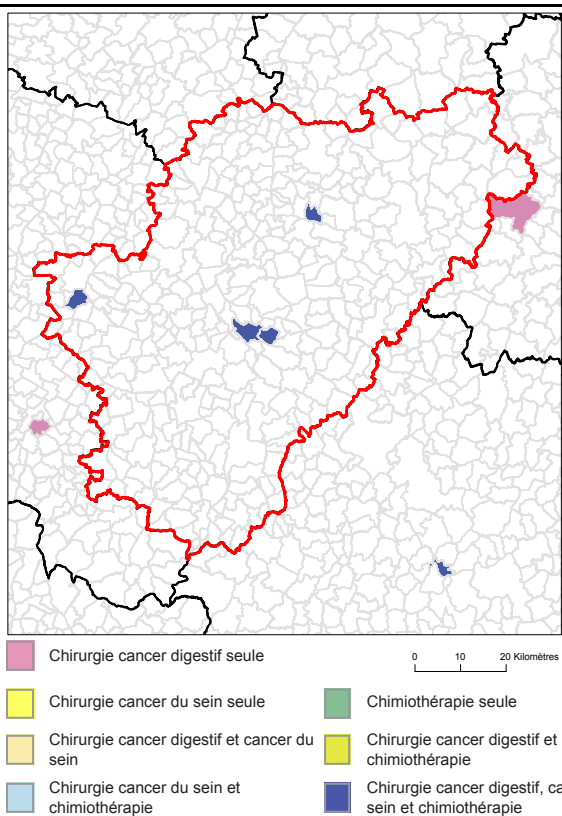 Chirurgie cancer digestif seule
0 10 20 Kilomètres
Chirurgie cancer du sein seule
Chimiothérapie seule
Chirurgie cancer digestif et cancer du
sein
Chirurgie cancer digestif et
chimiothérapie
Chirurgie cancer du sein et
chimiothérapie
Chirurgie cancer digestif, ca
sein et chimiothérapie